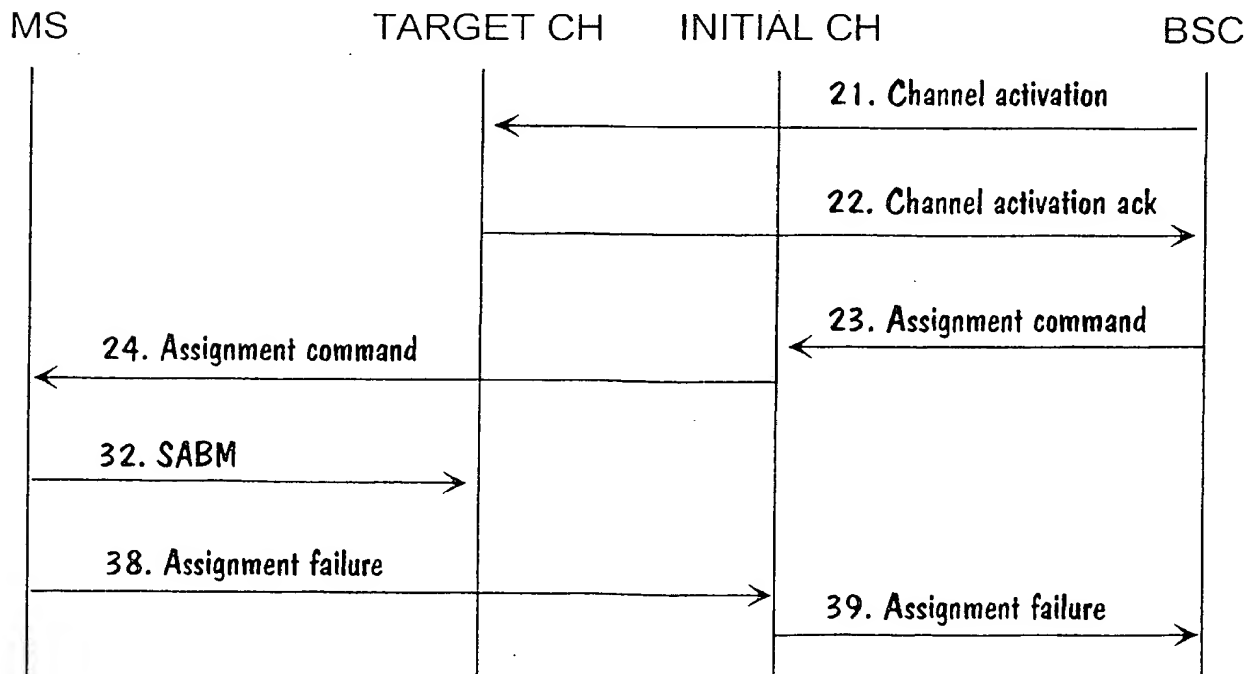 MS TARGET CH INITIAL CH BSC
21. Channel activation
22. Channel activation ack
23. Assignment command
24. Assignment command
32. SABM
38. Assignment failure
39. Assignment failure